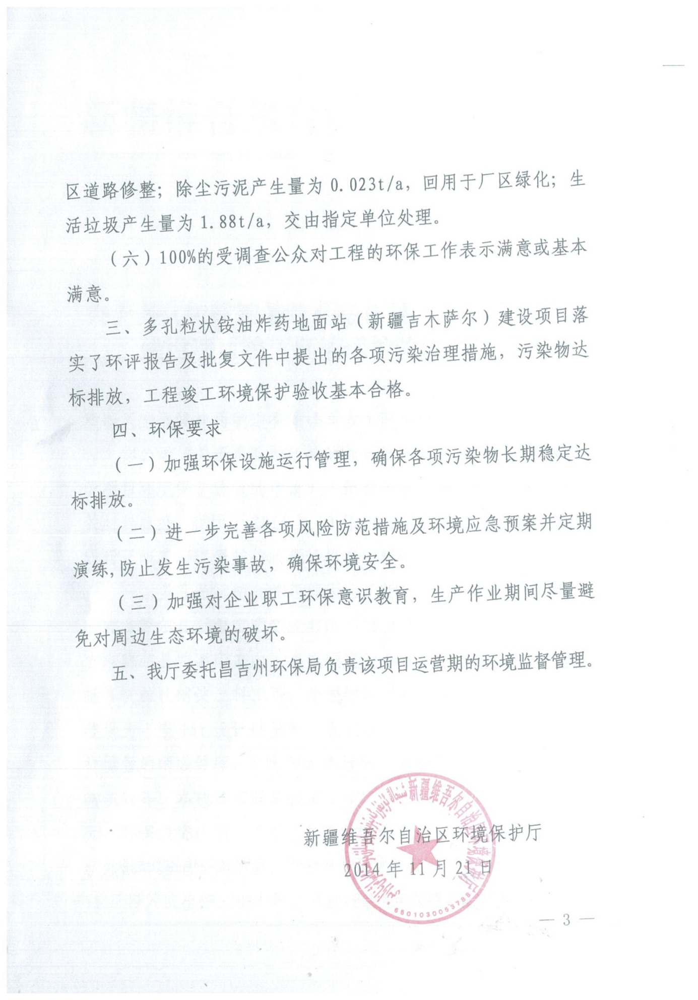 区道路修整；除尘污泥产生量为 0.023t/a，回用于厂区绿化；生
活垃圾产生量为 1.88t/a，交由指定单位处理。
（六）100%的受调查公众对工程的环保工作表示满意或基本
满意。
三、多孔粒状铵油炸药地面站（新疆吉木萨尔）建设项目落
实了环评报告及批复文件中提出的各项污染治理措施，污染物达
标排放，工程竣工环境保护验收基本合格。
四、环保要求
（一）加强环保设施运行管理，确保各项污染物长期稳定达
标排放。
（二）进一步完善各项风险防范措施及环境应急预案并定期
演练,防止发生污染事故，确保环境安全。
（三）加强对企业职工环保意识教育，生产作业期间尽量避
免对周边生态环境的破坏。
五、我厅委托昌吉州环保局负责该项目运营期的环境监督管理。
新疆维吾尔自治区环境保护厅
新疆维吾尔自治区环境保护厅
2014 年 11 月 21 日
6501030053788
— 3 —